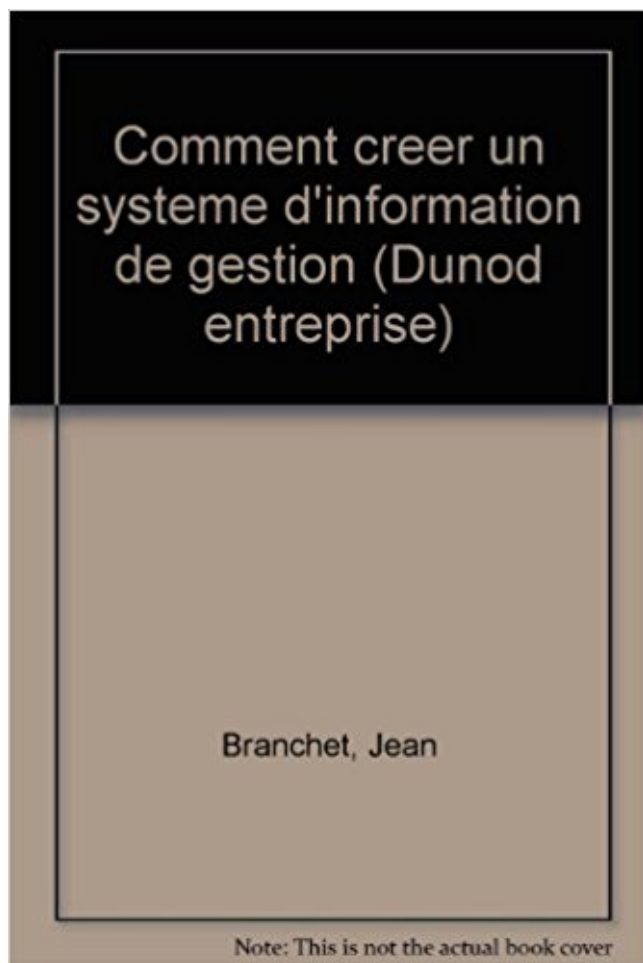 Comment creer un
systeme d'information
de gestion (Dunod
entreprise)
Branchet, Jean
Note: This is not the actual book cover